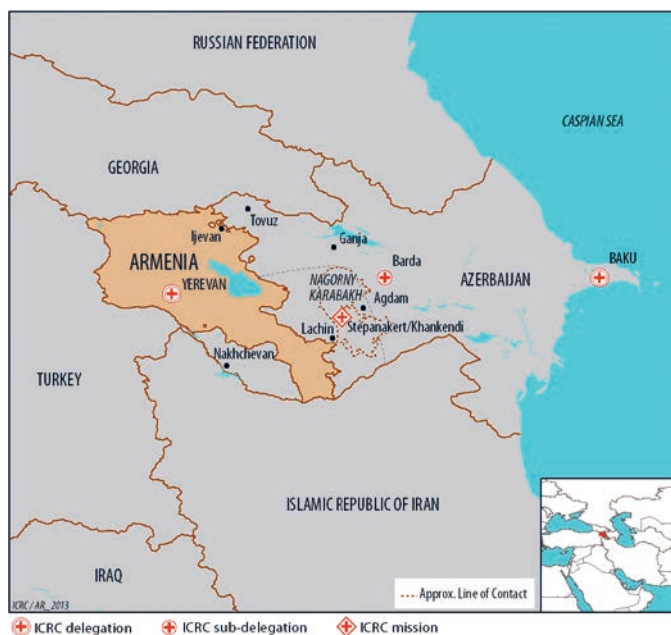 RUSSIAN FEDERATION
CASPIAN SEA
GEORGIA
Tovuz
Ijevan
Ganja
ARMENIA
Barda
BAKU
NAGORNY
KARABAKH
AZERBAIJAN
YEREVAN
Agdam
Stepanakert/Khankendi
Lachin
Nakhchevan
TURKEY
ISLAMIC REPUBLIC OF IRAN
IRAQ
Approx. Line of Contact
ICRC / AR_2013
ICRC delegation
ICRC sub-delegation
ICRC mission